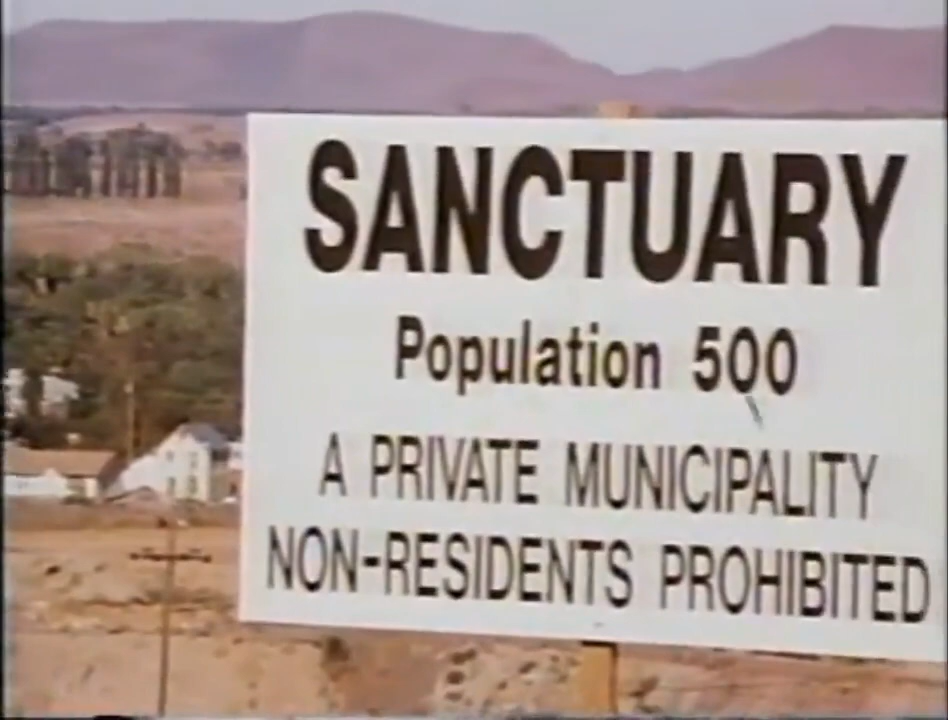 SANCTUARY
Population 500
A PRIVATE MUNICIPALITY
NON-RESIDENTS PROHIBITED